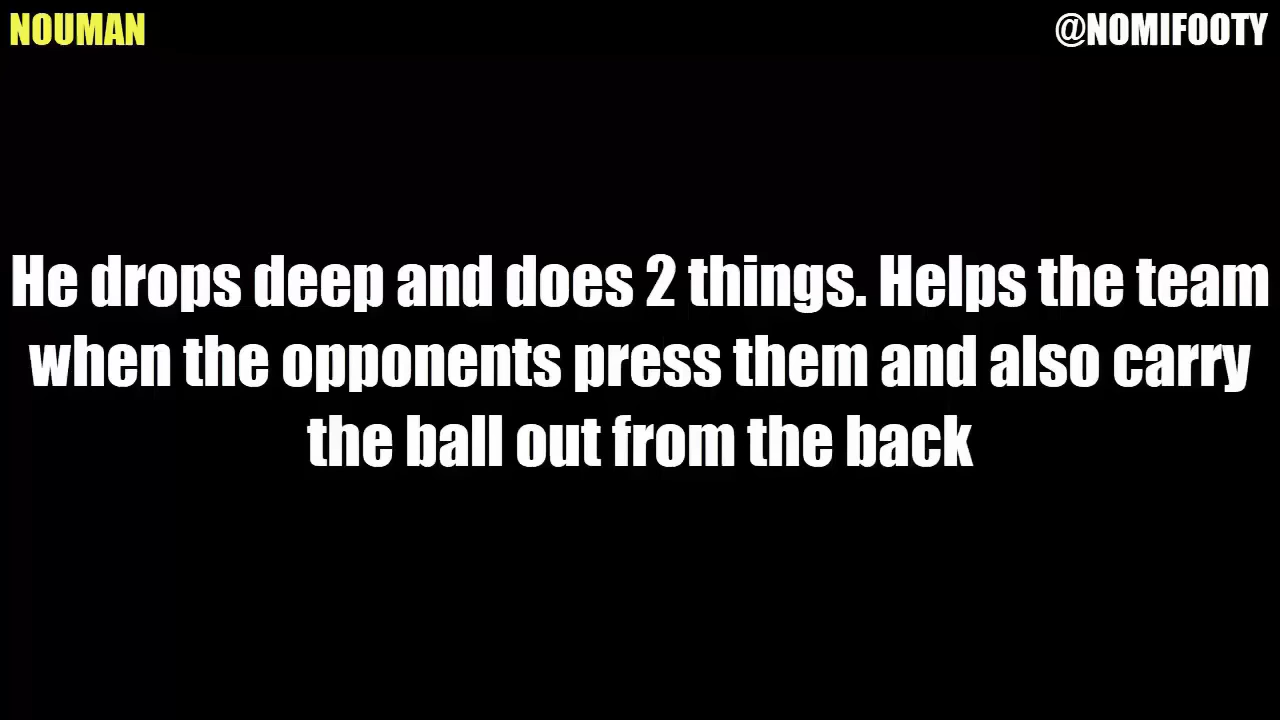 NOUMAN
@NOMIFOOTY
He drops deep and does 2 things. Helps the team
when the opponents press them and also carry
the ball out from the back